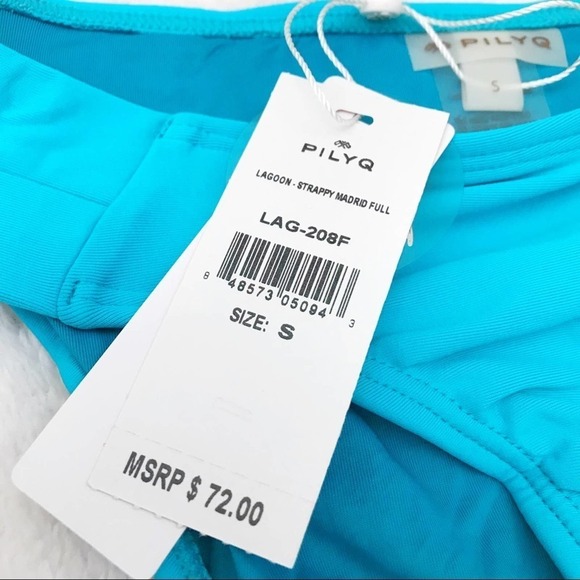 PILYQ
S
PILYQ
LAGOON - STRAPPY MADRID FULL
LAG-208F
8 48573 05094 3
SIZE: S
MSRP $ 72.00